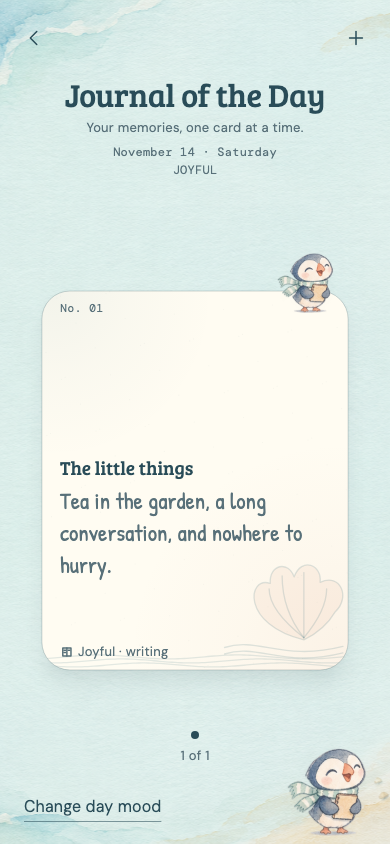 Journal of the Day
Your memories, one card at a time.
November 14 · Saturday
JOYFUL
No. 01
The little things
Tea in the garden, a long
conversation, and nowhere to
hurry.
Joyful · writing
1 of 1
Change day mood